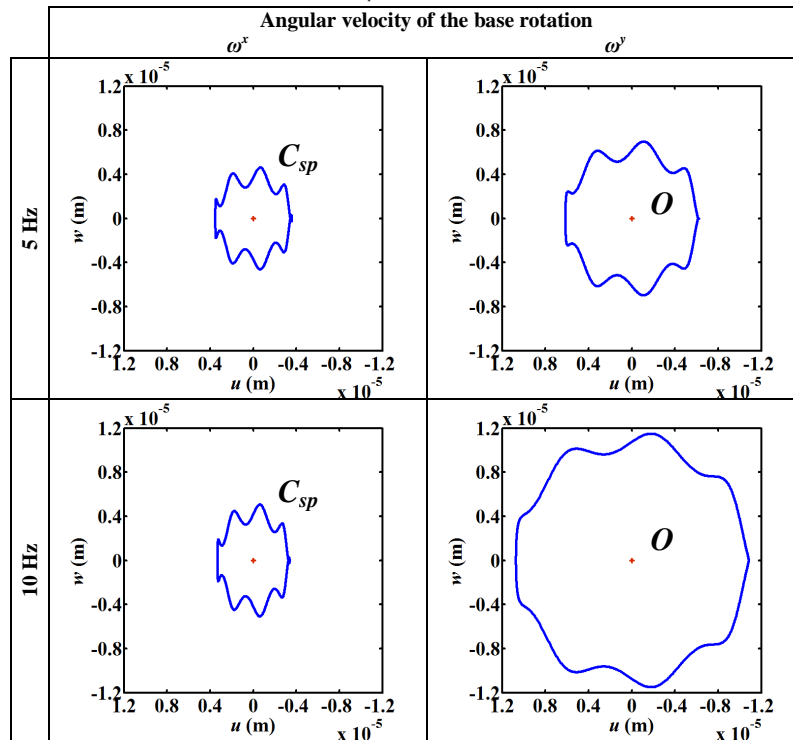 Angular velocity of the base rotation
ωˣ ωʸ
5 Hz
x 10⁻⁵
1.2
0.8
0.4
0
-0.4
-0.8
-1.2
w (m)
C_sp
1.2 0.8 0.4 0 -0.4 -0.8 -1.2
u (m)
x 10⁻⁵
x 10⁻⁵
1.2
0.8
0.4
0
-0.4
-0.8
-1.2
w (m)
O
1.2 0.8 0.4 0 -0.4 -0.8 -1.2
u (m)
x 10⁻⁵
10 Hz
x 10⁻⁵
1.2
0.8
0.4
0
-0.4
-0.8
-1.2
w (m)
C_sp
1.2 0.8 0.4 0 -0.4 -0.8 -1.2
u (m)
x 10⁻⁵
x 10⁻⁵
1.2
0.8
0.4
0
-0.4
-0.8
-1.2
w (m)
O
1.2 0.8 0.4 0 -0.4 -0.8 -1.2
u (m)
x 10⁻⁵